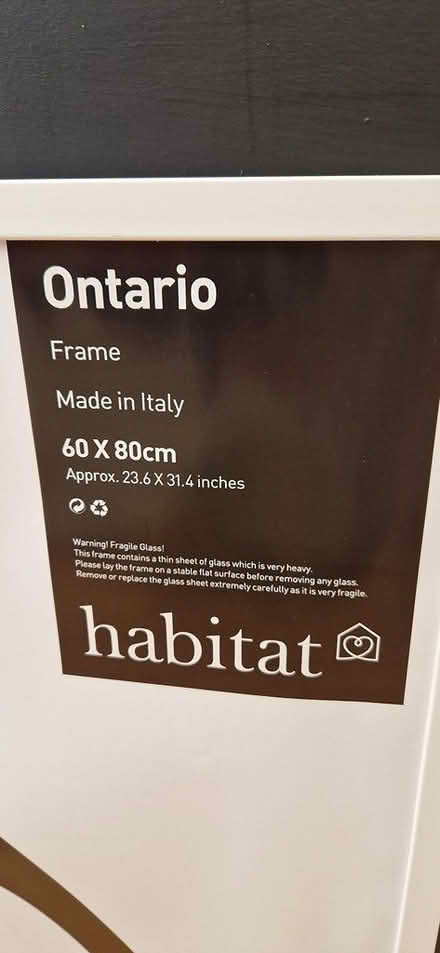 Ontario
Frame
Made in Italy
60 X 80cm
Approx. 23.6 X 31.4 inches
Warning! Fragile Glass!
This frame contains a thin sheet of glass which is very heavy.
Please lay the frame on a stable flat surface before removing any glass.
Remove or replace the glass sheet extremely carefully as it is very fragile.
habitat